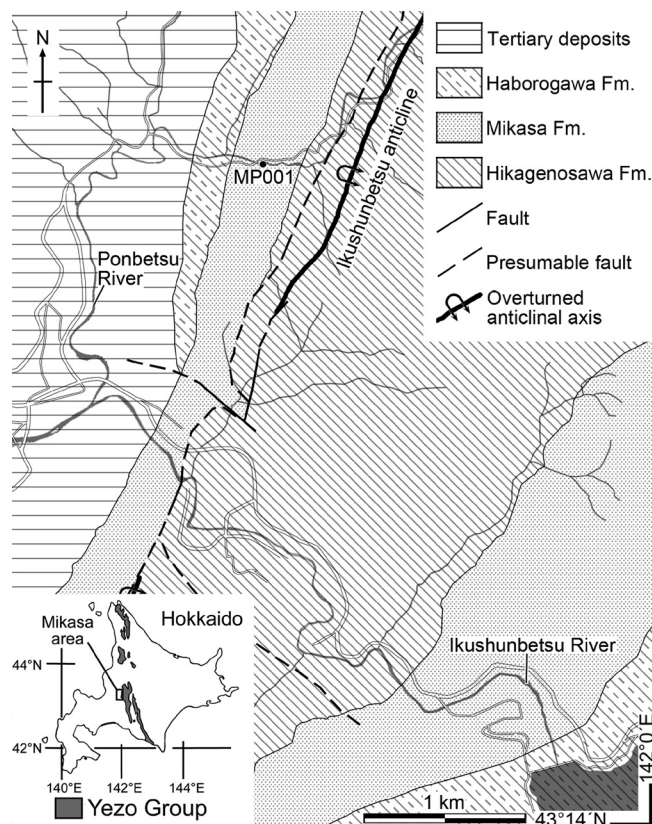 N
Tertiary deposits
Haborogawa Fm.
Mikasa Fm.
Hikagenosawa Fm.
Fault
Presumable fault
Overturned
anticlinal axis
MP001
Ikushunbetsu anticline
Ponbetsu
River
Ikushunbetsu River
Mikasa
area
Hokkaido
44°N
42°N
140°E
142°E
144°E
Yezo Group
1 km
43°14´N
142°0´E